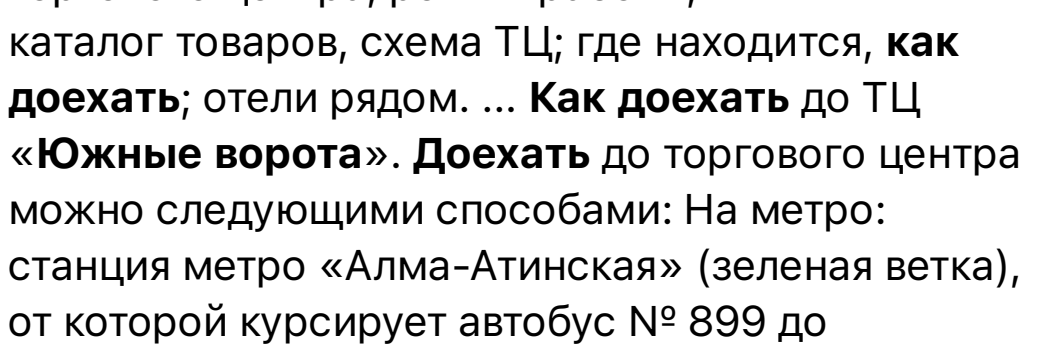 каталог товаров, схема ТЦ; где находится, как
доехать; отели рядом. ... Как доехать до ТЦ
«Южные ворота». Доехать до торгового центра
можно следующими способами: На метро:
станция метро «Алма-Атинская» (зеленая ветка),
от которой курсирует автобус № 899 до